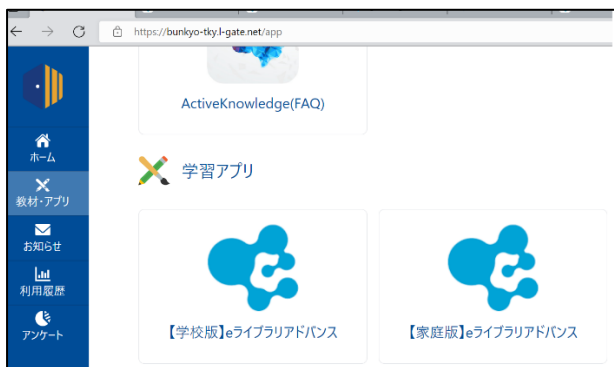 https://bunkyo-tky.l-gate.net/app
ActiveKnowledge(FAQ)
ホーム
教材・アプリ
お知らせ
利用履歴
アンケート
学習アプリ
【学校版】eライブラリアドバンス
【家庭版】eライブラリアドバンス